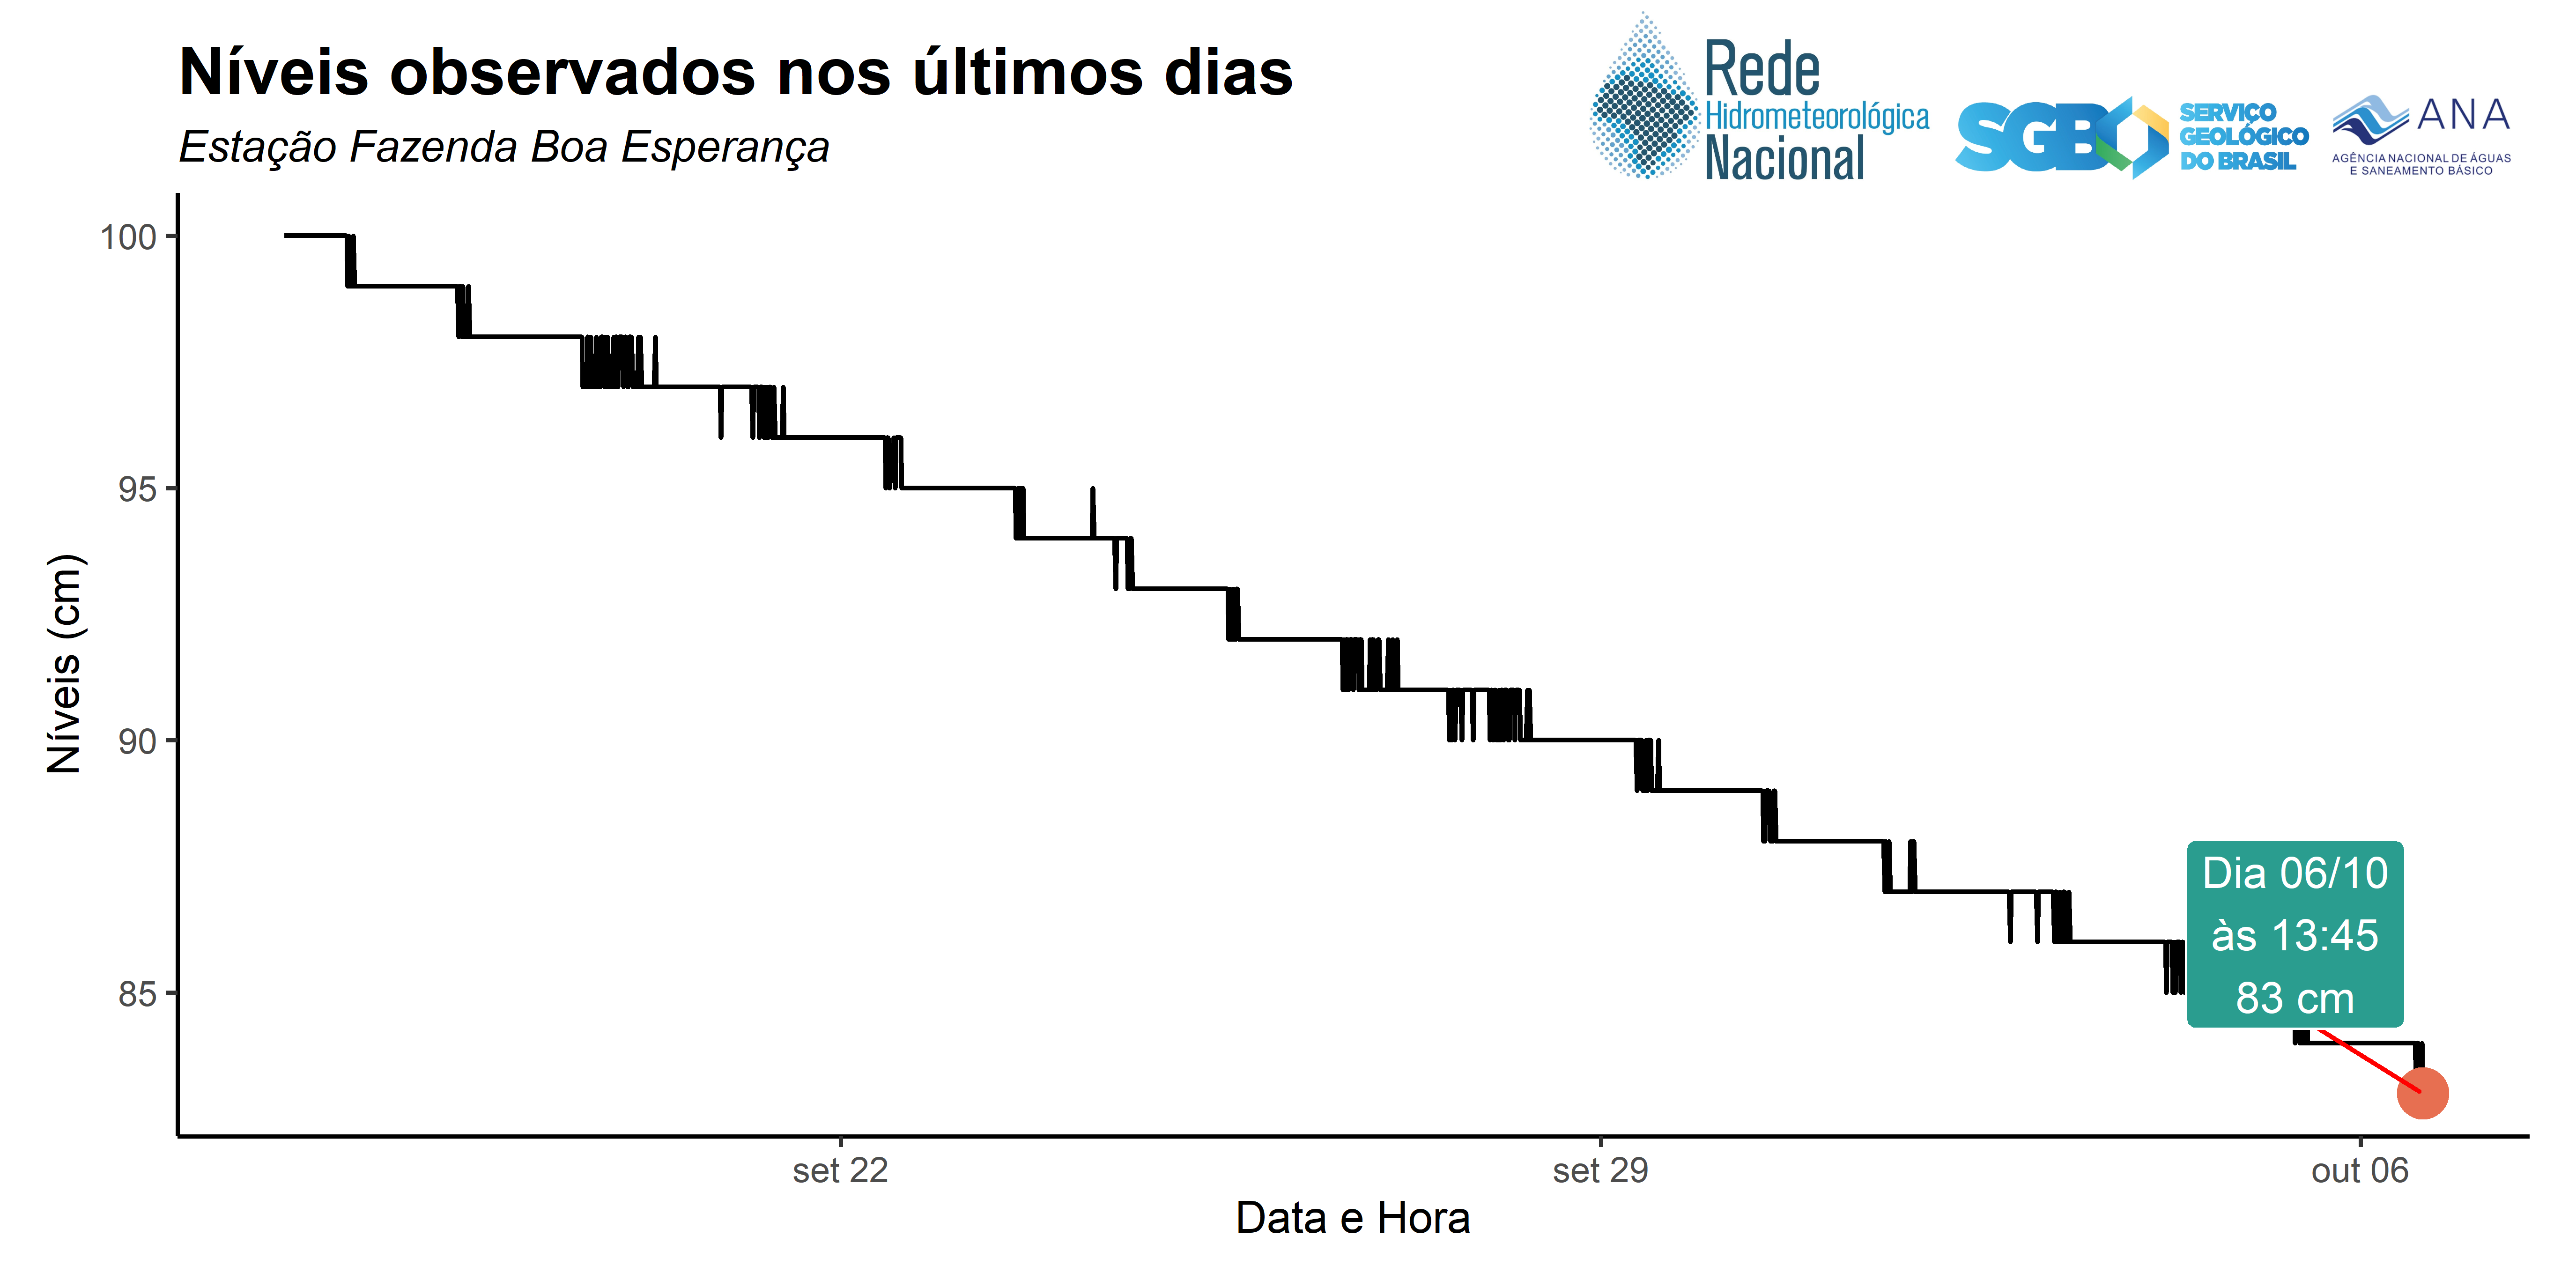 Níveis observados nos últimos dias
Estação Fazenda Boa Esperança
Rede
Hidrometeorológica
Nacional
SGB
SERVIÇO
GEOLÓGICO
DO BRASIL
ANA
AGÊNCIA NACIONAL DE ÁGUAS
E SANEAMENTO BÁSICO
Níveis (cm)
100
95
90
85
Dia 06/10
às 13:45
83 cm
set 22
set 29
out 06
Data e Hora